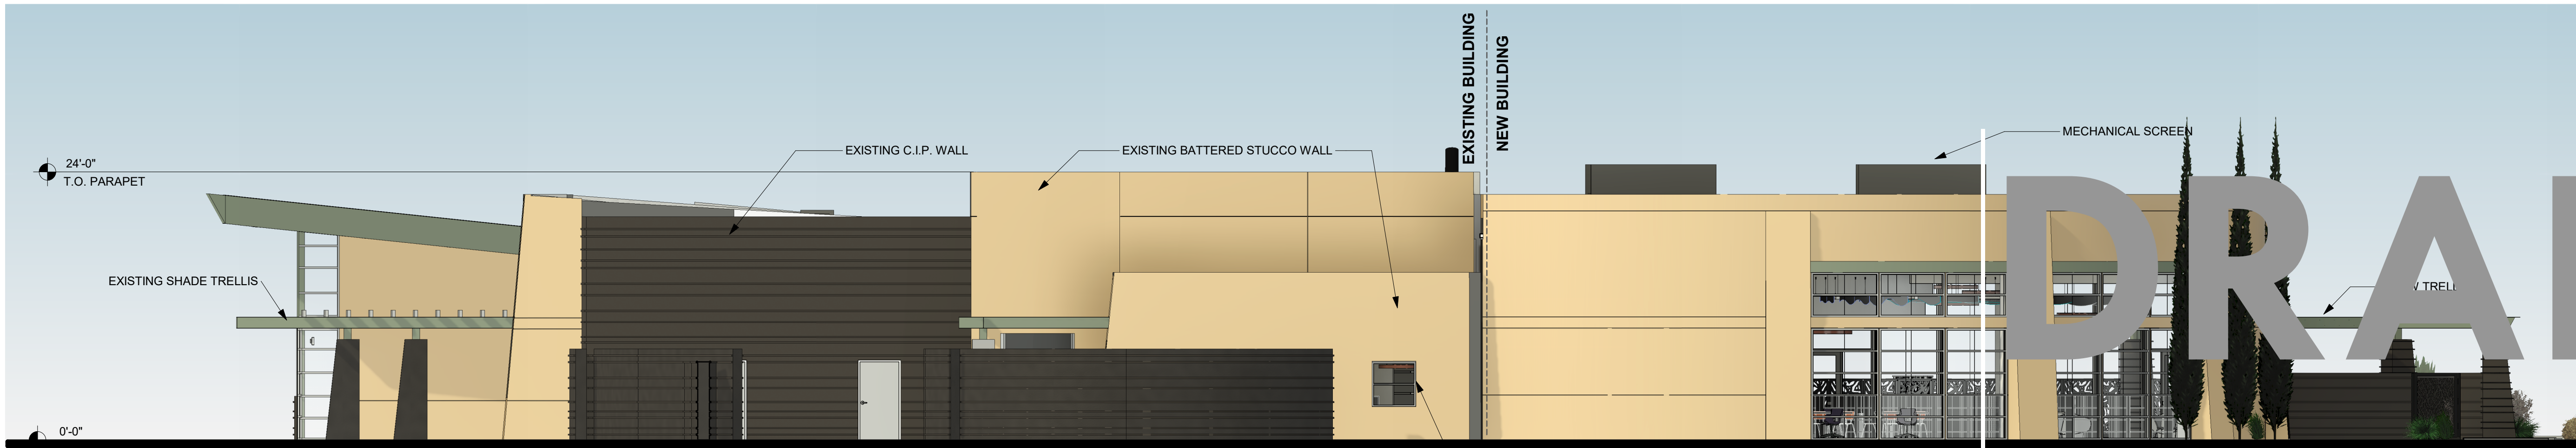 EXISTING BUILDING
NEW BUILDING
MECHANICAL SCREEN
EXISTING C.I.P. WALL
EXISTING BATTERED STUCCO WALL
24'-0"
T.O. PARAPET
EXISTING SHADE TRELLIS
0'-0"